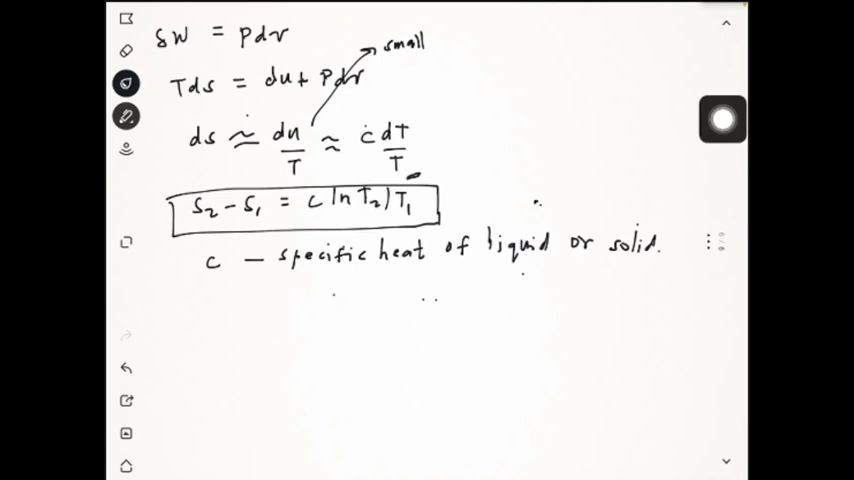 δW = Pdv
small
Tds = du + Pdv
ds ≈ du/T ≈ c dT/T
s₂ - s₁ = c ln T₂/T₁
c — specific heat of liquid or solid.